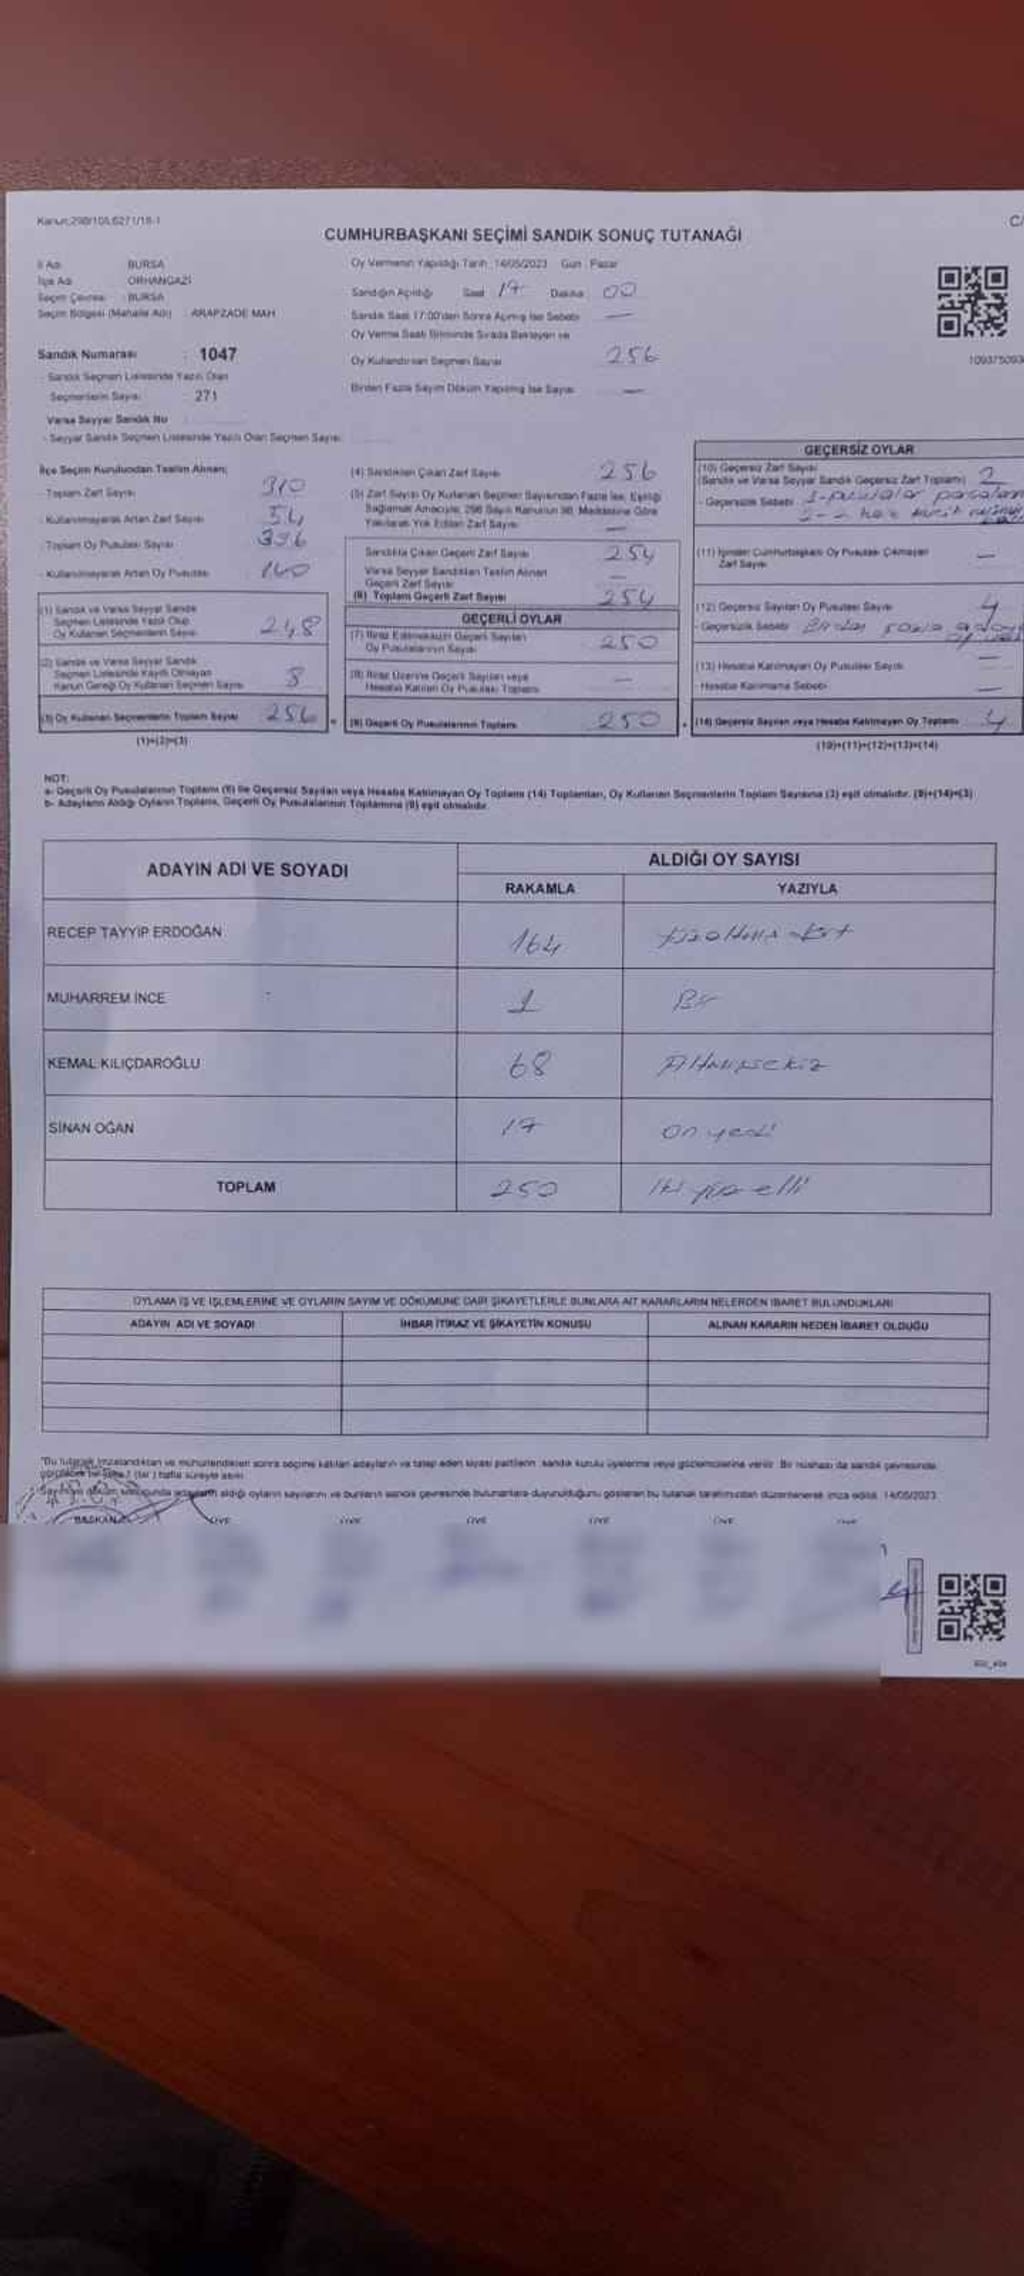 Kanun:298/105,6271/18-1
C/
CUMHURBAŞKANI SEÇİMİ SANDIK SONUÇ TUTANAĞI
İl Adı : BURSA
İlçe Adı : ORHANGAZİ
Seçim Çevresi : BURSA
Seçim Bölgesi (Mahalle Adı) : ARAPZADE MAH
Sandık Numarası : 1047
- Sandık Seçmen Listesinde Yazılı Olan
Seçmenlerin Sayısı 271
Varsa Seyyar Sandık No
- Seyyar Sandık Seçmen Listesinde Yazılı Olan Seçmen Sayısı
Oy Vermenin Yapıldığı Tarih : 14/05/2023 Gün : Pazar
Sandığın Açıldığı Saat 17 Dakika 00
Sandık Saat 17:00'den Sonra Açılmış İse Sebebi —
Oy Verme Saati Bitiminde Sırada Bekleyen ve
Oy Kullandırılan Seçmen Sayısı 256
Birden Fazla Sayım Döküm Yapılmış İse Sayısı —
İlçe Seçim Kurulundan Teslim Alınan;
- Toplam Zarf Sayısı 310
- Kullanılmayarak Artan Zarf Sayısı 54
- Toplam Oy Pusulası Sayısı 396
- Kullanılmayarak Artan Oy Pusulası 140
(1) Sandık ve Varsa Seyyar Sandık
Seçmen Listesinde Yazılı Olup
Oy Kullanan Seçmenlerin Sayısı 248
(2) Sandık ve Varsa Seyyar Sandık
Seçmen Listesinde Kayıtlı Olmayan
Kanun Gereği Oy Kullanan Seçmen Sayısı 8
(3) Oy Kullanan Seçmenlerin Toplam Sayısı 256
(1)+(2)=(3)
(4) Sandıktan Çıkan Zarf Sayısı 256
(5) Zarf Sayısı Oy Kullanan Seçmen Sayısından Fazla İse, Eşitliği
Sağlamak Amacıyla; 298 Sayılı Kanunun 98. Maddesine Göre
Yakılarak Yok Edilen Zarf Sayısı —
Sandıkta Çıkan Geçerli Zarf Sayısı 254
Varsa Seyyar Sandıktan Teslim Alınan
Geçerli Zarf Sayısı —
(6) Toplam Geçerli Zarf Sayısı 254
GEÇERLİ OYLAR
(7) İtiraz Edilmeksizin Geçerli Sayılan
Oy Pusulalarının Sayısı 250
(8) İtiraz Üzerine Geçerli Sayılan veya
Hesaba Katılan Oy Pusulası Toplamı —
(9) Geçerli Oy Pusulalarının Toplamı 250
GEÇERSİZ OYLAR
(10) Geçersiz Zarf Sayısı
(Sandık ve Varsa Seyyar Sandık Geçersiz Zarf Toplamı) 2
- Geçersizlik Sebebi 1-pusulalar
(11) İçinden Cumhurbaşkanı Oy Pusulası Çıkmayan
Zarf Sayısı —
(12) Geçersiz Sayılan Oy Pusulası Sayısı 4
- Geçersizlik Sebebi Birden fazla adaya
(13) Hesaba Katılmayan Oy Pusulası Sayısı —
- Hesaba Katılmama Sebebi —
(14) Geçersiz Sayılan veya Hesaba Katılmayan Oy Toplamı 4
(10)+(11)+(12)+(13)=(14)
NOT:
a- Geçerli Oy Pusulalarının Toplamı (9) ile Geçersiz Sayılan veya Hesaba Katılmayan Oy Toplamı (14) Toplamları, Oy Kullanan Seçmenlerin Toplam Sayısına (3) eşit olmalıdır. (9)+(14)=(3)
b- Adayların Aldığı Oyların Toplamı, Geçerli Oy Pusulalarının Toplamına (9) eşit olmalıdır.
ADAYIN ADI VE SOYADI ALDIĞI OY SAYISI
RAKAMLA YAZIYLA
RECEP TAYYİP ERDOĞAN 164
MUHARREM İNCE 1 Bir
KEMAL KILIÇDAROĞLU 68 Altmışsekiz
SİNAN OĞAN 17 on yedi
TOPLAM 250 İki yüz elli
OYLAMA İŞ VE İŞLEMLERİNE VE OYLARIN SAYIM VE DÖKÜMÜNE DAİR ŞİKAYETLERLE BUNLARA AİT KARARLARIN NELERDEN İBARET BULUNDUKLARI
ADAYIN ADI VE SOYADI İHBAR İTİRAZ VE ŞİKAYETİN KONUSU ALINAN KARARIN NEDEN İBARET OLDUĞU
*Bu tutanak imzalandıktan ve mühürlendikten sonra seçime katılan adayların ve talep eden siyasi partilerin, sandık kurulu üyelerine veya gözlemcilerine verilir. Bir nüshası da sandık çevresinde
görülebilir bir yere 1 (bir) hafta süreyle asılır.
Sayım ve döküm sonucunda adayların aldığı oyların sayılarını ve bunların sandık çevresinde bulunanlara duyurulduğunu gösteren bu tutanak tarafımızdan düzenlenerek imza edildi. 14/05/2023
BAŞKAN ÜYE ÜYE ÜYE ÜYE ÜYE ÜYE